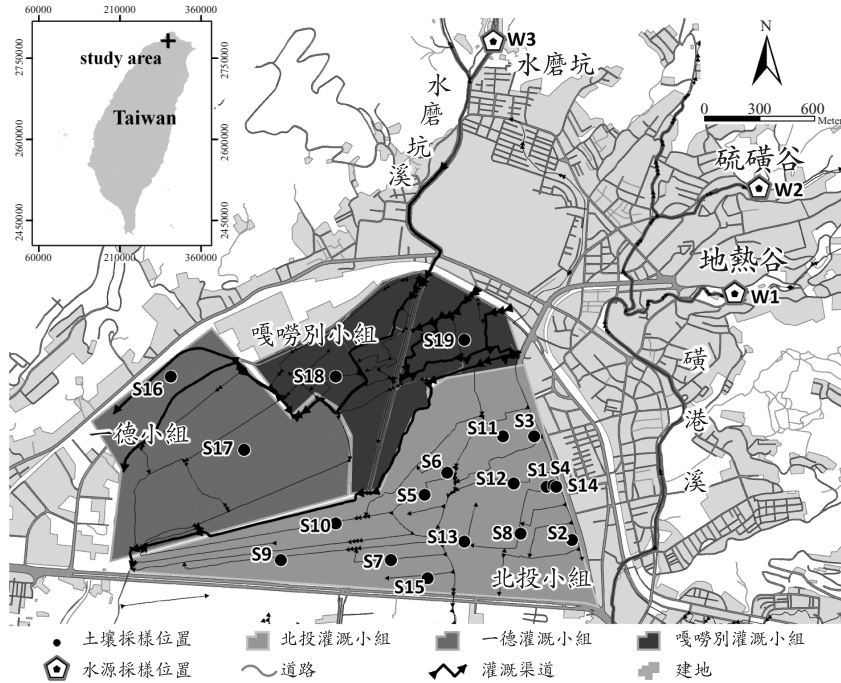 60000 210000 360000
study area
Taiwan
2750000
2600000
2450000
2750000
2600000
2450000
60000 210000 360000
N
0 300 600
Meter
W3
水磨坑
水磨坑溪
硫磺谷
W2
地熱谷
W1
磺港溪
嘎嘮別小組
S19
S18
S16
一德小組
S17
S11
S3
S6
S12
S1
S4
S14
S5
S10
S13
S8
S2
S9
S7
S15
北投小組
土壤採樣位置
北投灌溉小組
一德灌溉小組
嘎嘮別灌溉小組
水源採樣位置
道路
灌溉渠道
建地